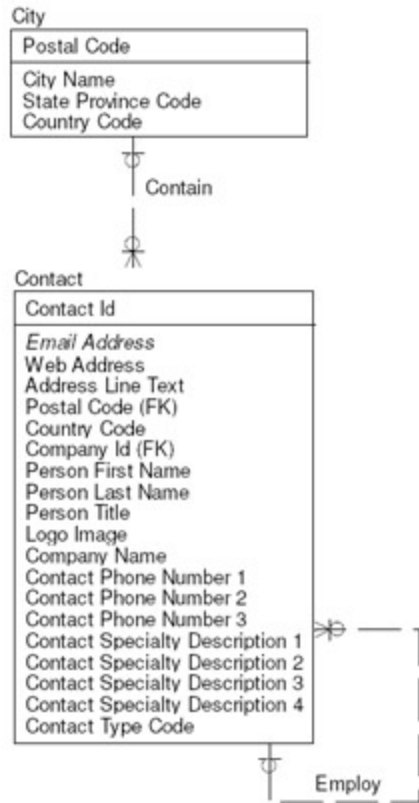 City
Postal Code
City Name
State Province Code
Country Code
Contain
Contact
Contact Id
Email Address
Web Address
Address Line Text
Postal Code (FK)
Country Code
Company Id (FK)
Person First Name
Person Last Name
Person Title
Logo Image
Company Name
Contact Phone Number 1
Contact Phone Number 2
Contact Phone Number 3
Contact Specialty Description 1
Contact Specialty Description 2
Contact Specialty Description 3
Contact Specialty Description 4
Contact Type Code
Employ